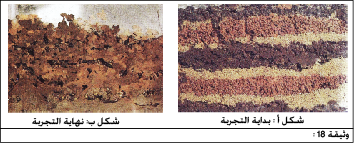 شكل أ: بداية التجربة
شكل ب: نهاية التجربة
وثيقة 18: